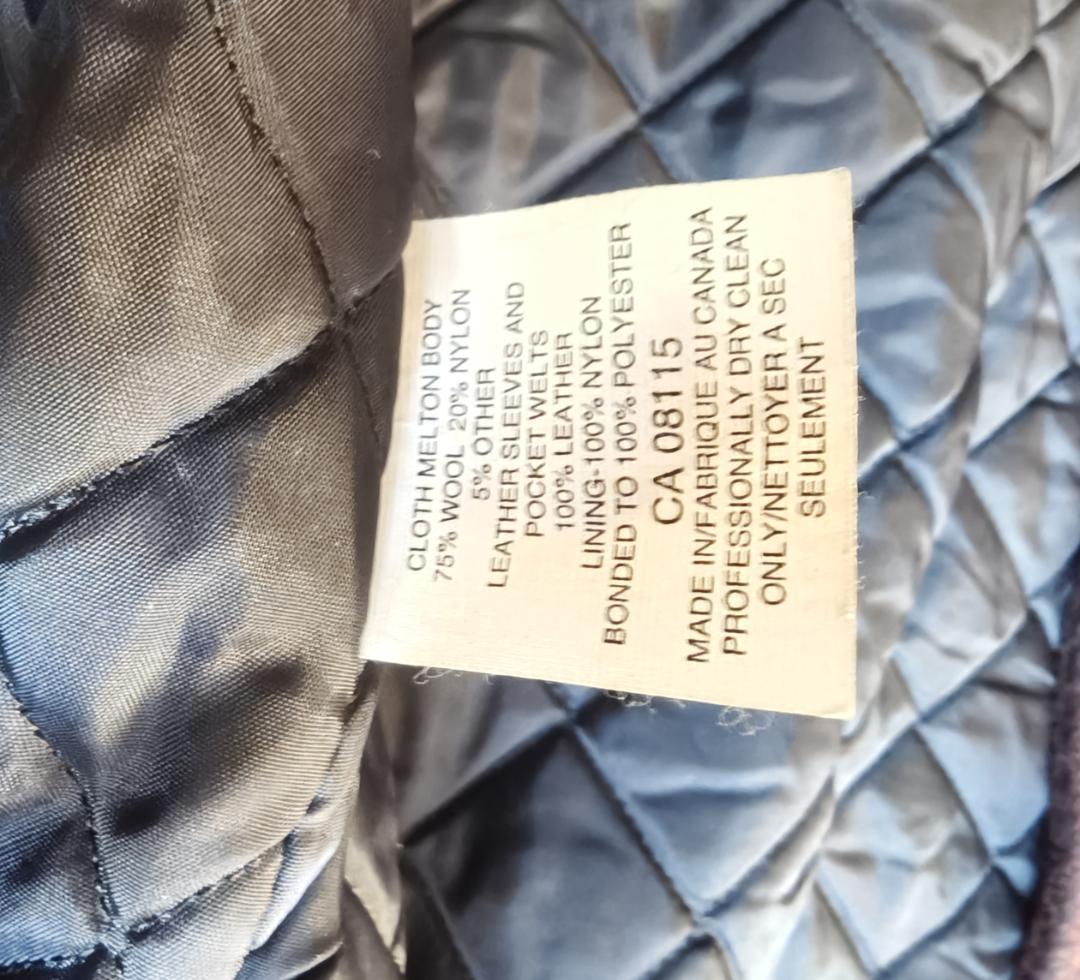 CLOTH MELTON BODY
75% WOOL 20% NYLON
5% OTHER
LEATHER SLEEVES AND
POCKET WELTS
100% LEATHER
LINING-100% NYLON
BONDED TO 100% POLYESTER
CA 08115
MADE IN/FABRIQUE AU CANADA
PROFESSIONALLY DRY CLEAN
ONLY/NETTOYER A SEC
SEULEMENT